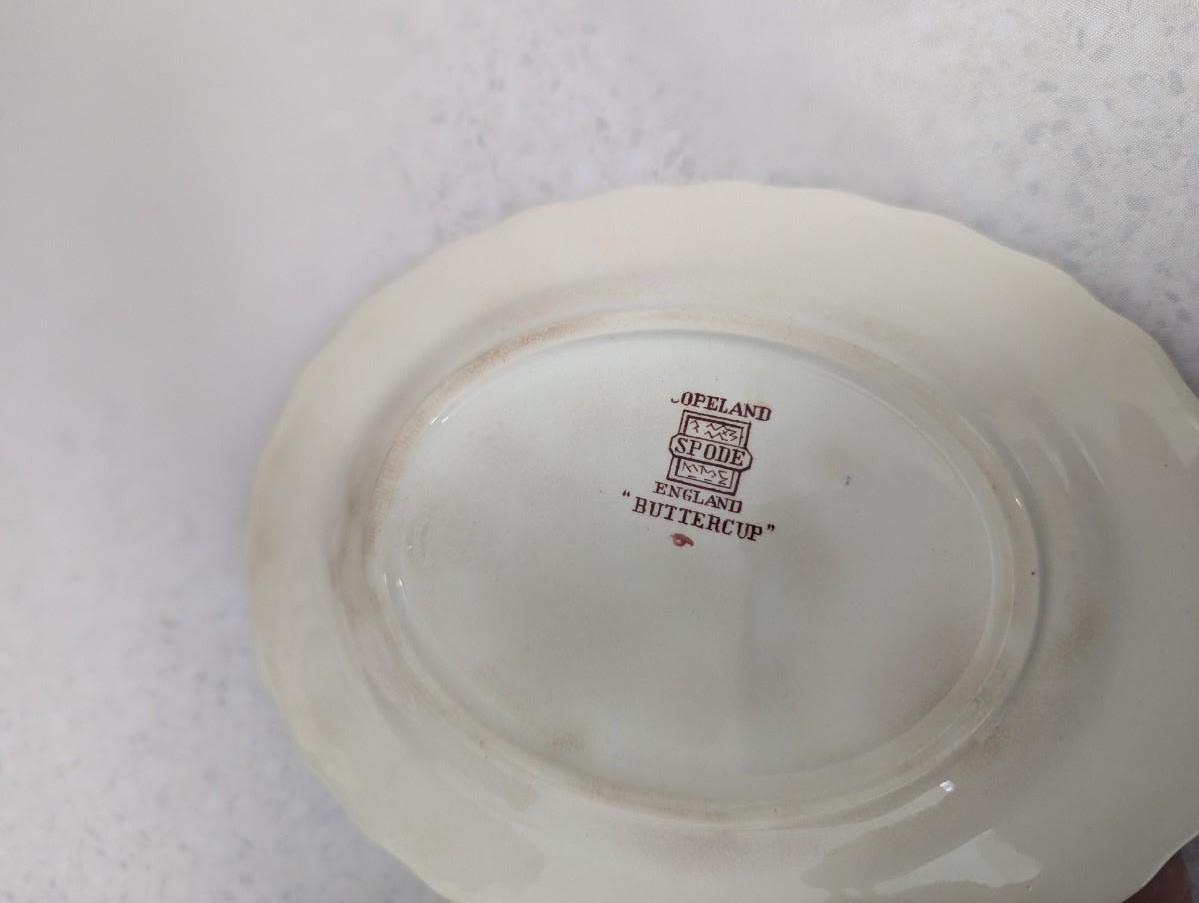 COPELAND
SPODE
ENGLAND
"BUTTERCUP"